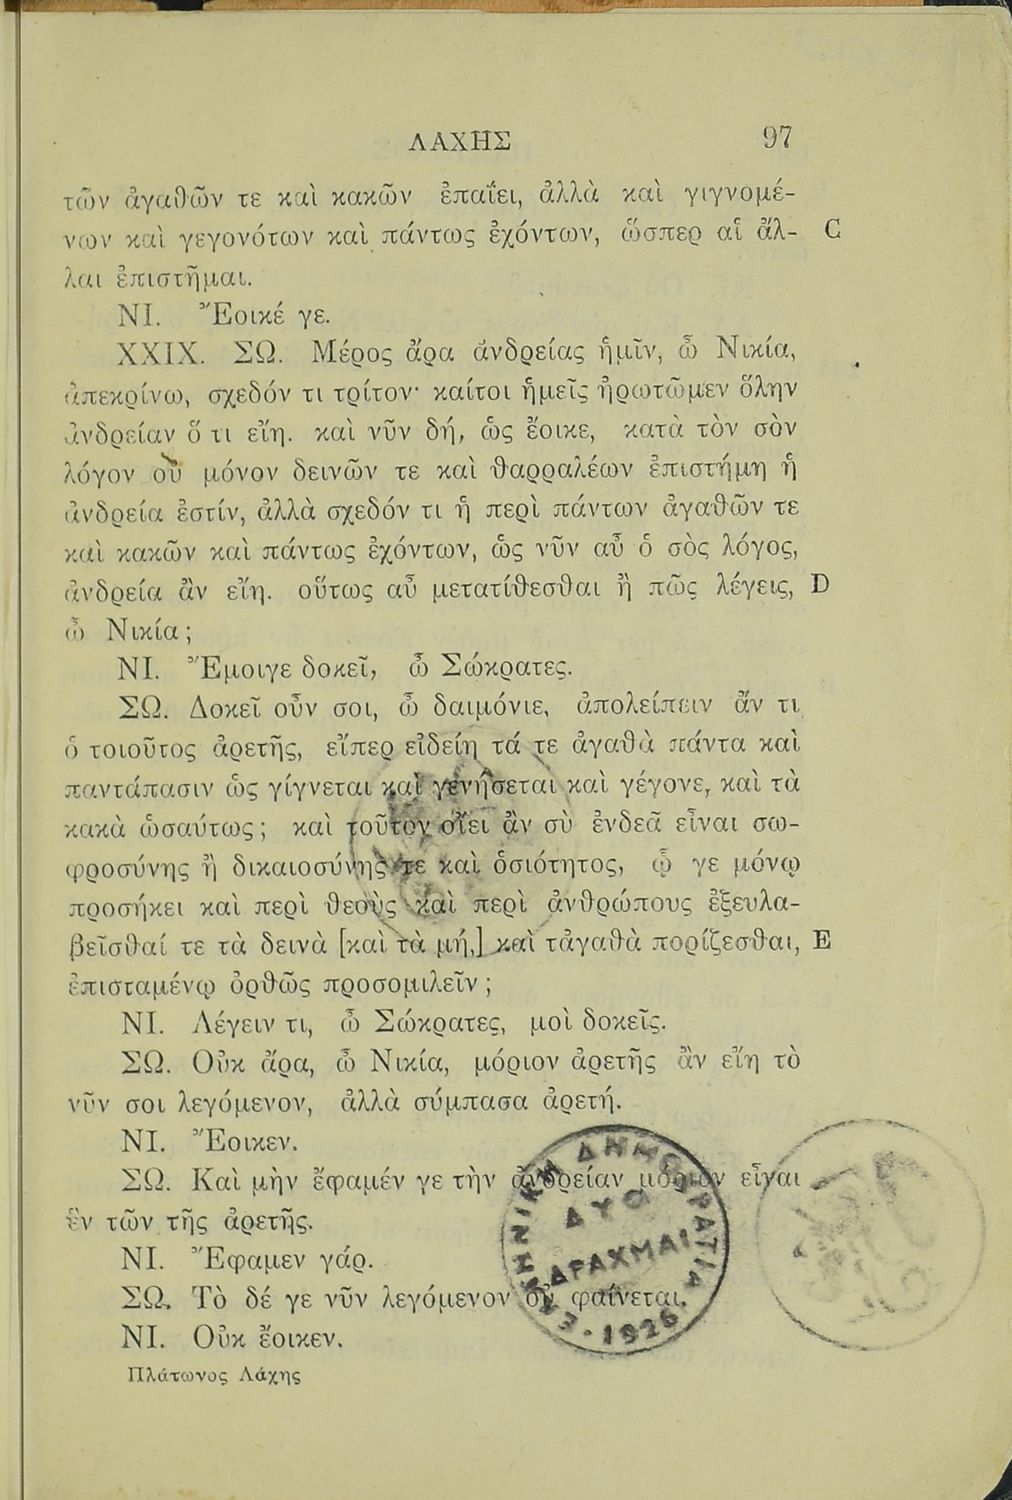 ΛΑΧΗΣ 97
τῶν ἀγαθῶν τε καὶ κακῶν ἐπαΐει, ἀλλὰ καὶ γιγνομέ-
νων καὶ γεγονότων καὶ πάντως ἐχόντων, ὥσπερ αἱ ἄλ- C
λαι ἐπιστῆμαι.
ΝΙ. Ἔοικέ γε.
XXIX. ΣΩ. Μέρος ἄρα ἀνδρείας ἡμῖν, ὦ Νικία,
ἀπεκρίνω, σχεδόν τι τρίτον· καίτοι ἡμεῖς ἠρωτῶμεν ὅλην
ἀνδρείαν ὅ τι εἴη. καὶ νῦν δή, ὡς ἔοικε, κατὰ τὸν σὸν
λόγον οὐ μόνον δεινῶν τε καὶ θαρραλέων ἐπιστήμη ἡ
ἀνδρεία ἐστίν, ἀλλὰ σχεδόν τι ἡ περὶ πάντων ἀγαθῶν τε
καὶ κακῶν καὶ πάντως ἐχόντων, ὡς νῦν αὖ ὁ σὸς λόγος,
ἀνδρεία ἂν εἴη. οὕτως αὖ μετατίθεσθαι ἢ πῶς λέγεις, D
ὦ Νικία;
ΝΙ. Ἔμοιγε δοκεῖ, ὦ Σώκρατες.
ΣΩ. Δοκεῖ οὖν σοι, ὦ δαιμόνιε, ἀπολείπειν ἄν τι
ὁ τοιοῦτος ἀρετῆς, εἴπερ εἰδείη τά τε ἀγαθὰ πάντα καὶ
παντάπασιν ὡς γίγνεται καὶ γενήσεται καὶ γέγονε, καὶ τὰ
κακὰ ὡσαύτως; καὶ τοῦτον οἴει ἂν σὺ ἐνδεᾶ εἶναι σω-
φροσύνης ἢ δικαιοσύνης τε καὶ ὁσιότητος, ᾧ γε μόνῳ
προσήκει καὶ περὶ θεοὺς καὶ περὶ ἀνθρώπους ἐξευλα-
βεῖσθαί τε τὰ δεινὰ [καὶ τὰ μή,] καὶ τἀγαθὰ πορίζεσθαι, E
ἐπισταμένῳ ὀρθῶς προσομιλεῖν;
ΝΙ. Λέγειν τι, ὦ Σώκρατες, μοὶ δοκεῖς.
ΣΩ. Οὐκ ἄρα, ὦ Νικία, μόριον ἀρετῆς ἂν εἴη τὸ
νῦν σοι λεγόμενον, ἀλλὰ σύμπασα ἀρετή.
ΝΙ. Ἔοικεν.
ΣΩ. Καὶ μὴν ἔφαμέν γε τὴν ἀνδρείαν μόριον εἶναι
ἓν τῶν τῆς ἀρετῆς.
ΝΙ. Ἔφαμεν γάρ.
ΣΩ. Τὸ δέ γε νῦν λεγόμενον οὐ φαίνεται.
ΝΙ. Οὐκ ἔοικεν.
Πλάτωνος Λάχης
ΕΛΛΗΝΙΚΗ ΔΗΜΟΚΡΑΤΙΑ
ΔΥΟ
ΔΡΑΧΜΑΙ
· 1926 ·